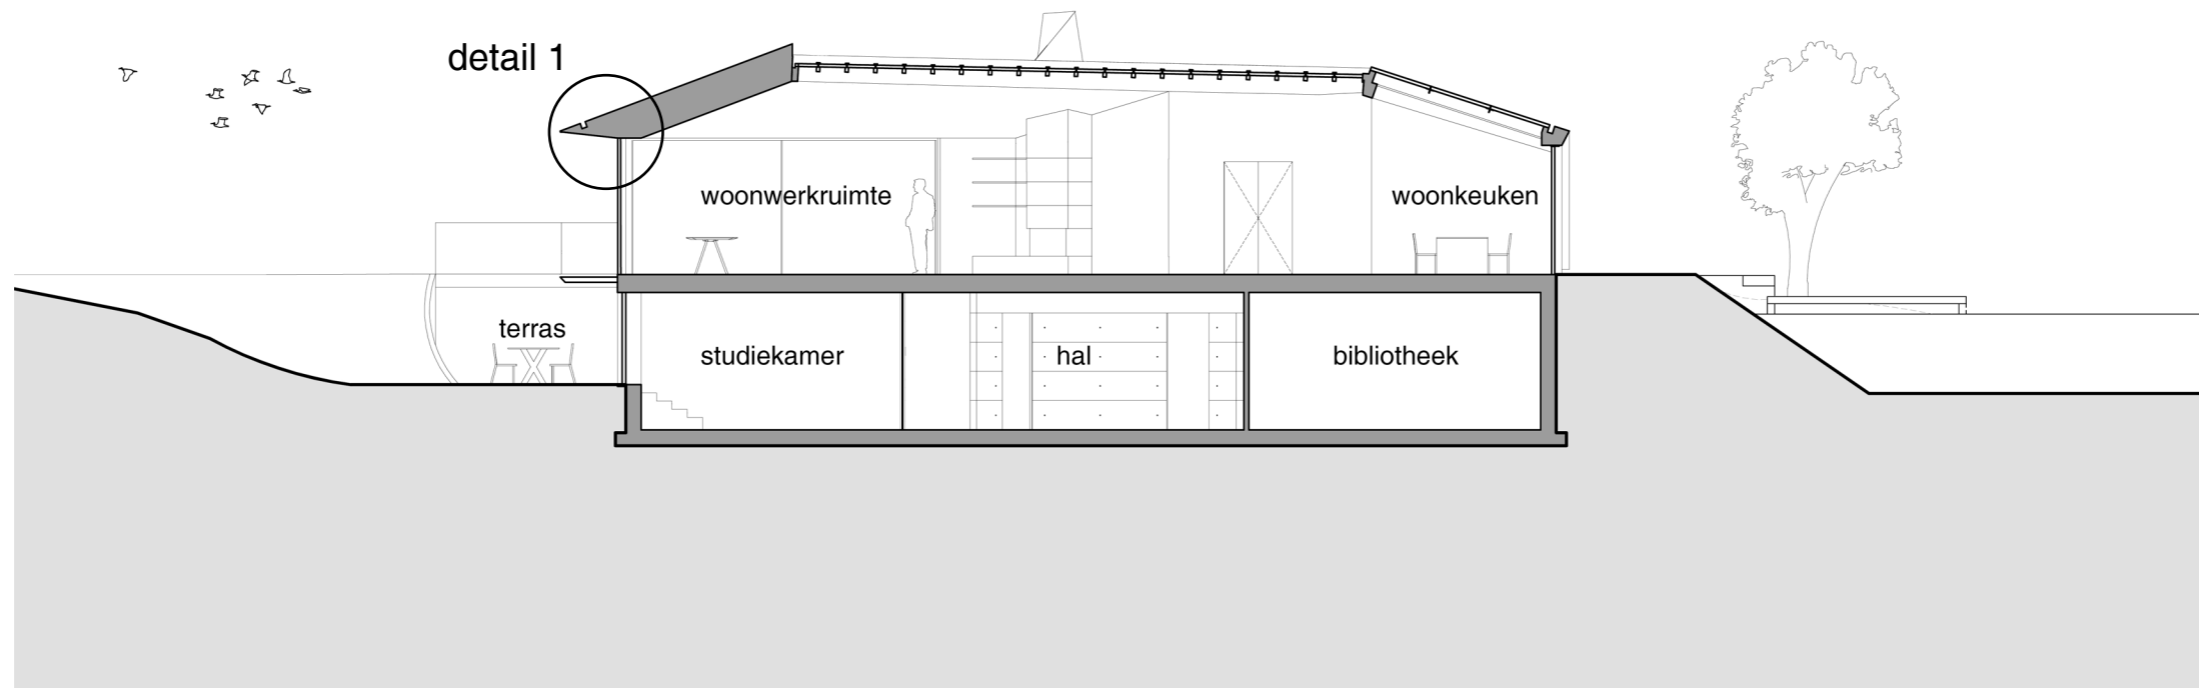 detail 1
woonwerkruimte
woonkeuken
terras
studiekamer
hal
bibliotheek